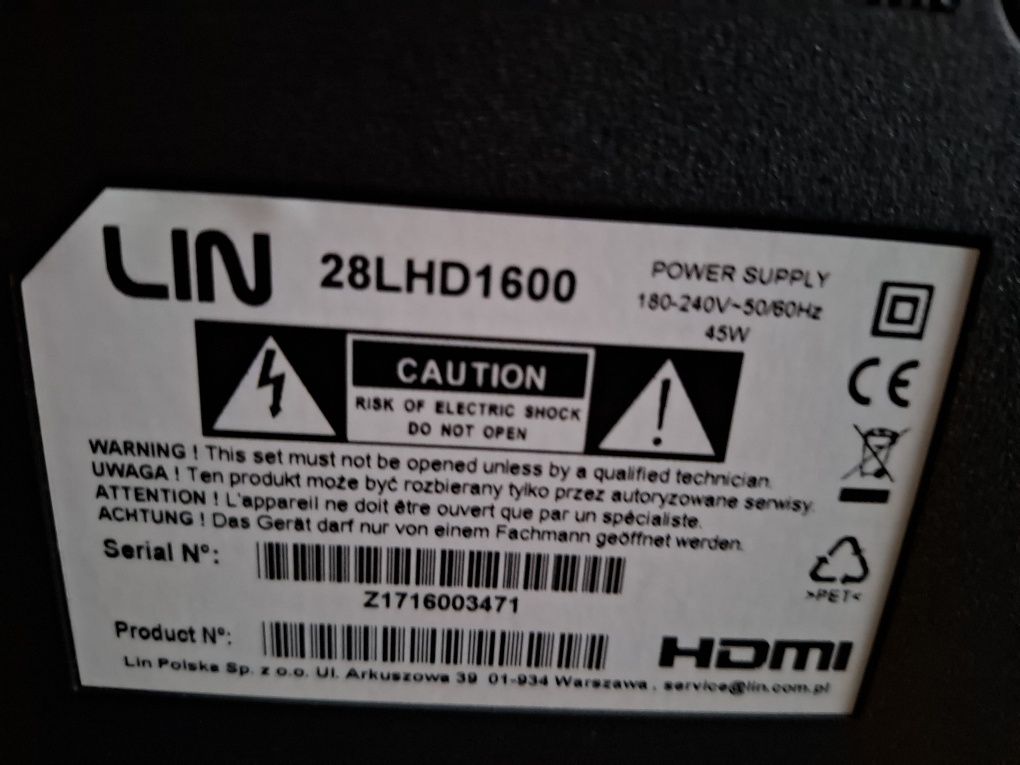 LIN 28LHD1600
POWER SUPPLY
180-240V~50/60Hz
45W
CAUTION
RISK OF ELECTRIC SHOCK
DO NOT OPEN
CE
WARNING ! This set must not be opened unless by a qualified technician.
UWAGA ! Ten produkt może być rozbierany tylko przez autoryzowane serwisy.
ATTENTION ! L'appareil ne doit être ouvert que par un spécialiste.
ACHTUNG ! Das Gerät darf nur von einem Fachmann geöffnet werden.
Serial Nº:
Z1716003471
>PET<
Product Nº:
HDMI
Lin Polska Sp. z o.o. Ul. Arkuszowa 39 01-934 Warszawa , service@lin.com.pl